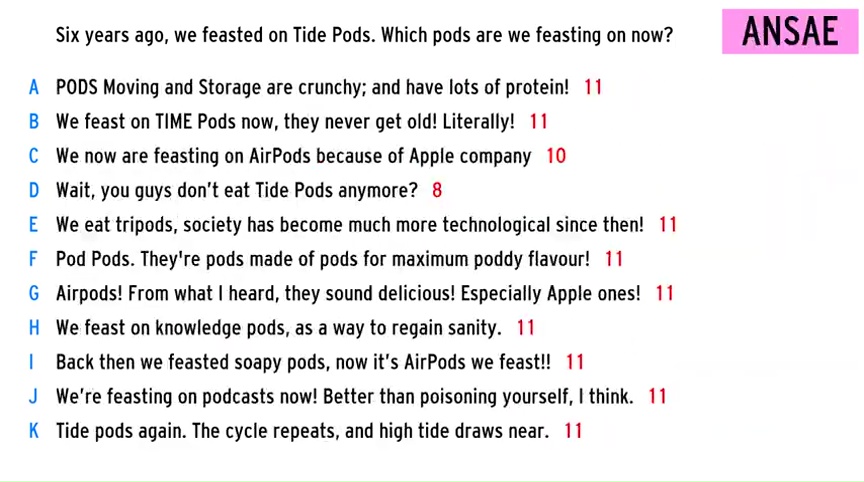 Six years ago, we feasted on Tide Pods. Which pods are we feasting on now?
ANSAE
A PODS Moving and Storage are crunchy; and have lots of protein! 11
B We feast on TIME Pods now, they never get old! Literally! 11
C We now are feasting on AirPods because of Apple company 10
D Wait, you guys don't eat Tide Pods anymore? 8
E We eat tripods, society has become much more technological since then! 11
F Pod Pods. They're pods made of pods for maximum poddy flavour! 11
G Airpods! From what I heard, they sound delicious! Especially Apple ones! 11
H We feast on knowledge pods, as a way to regain sanity. 11
I Back then we feasted soapy pods, now it's AirPods we feast!! 11
J We're feasting on podcasts now! Better than poisoning yourself, I think. 11
K Tide pods again. The cycle repeats, and high tide draws near. 11